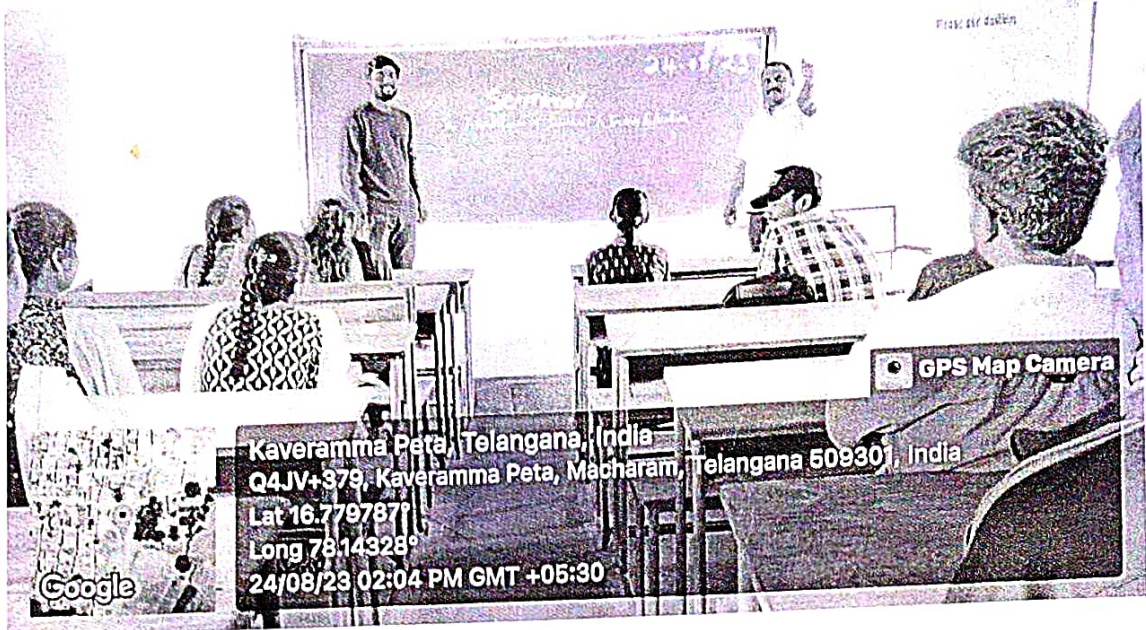 Seminar
GPS Map Camera
Kaveramma Peta, Telangana, India
Q4JV+379, Kaveramma Peta, Macharam, Telangana 509301, India
Lat 16.779787°
Long 78.14328°
24/08/23 02:04 PM GMT +05:30
Google